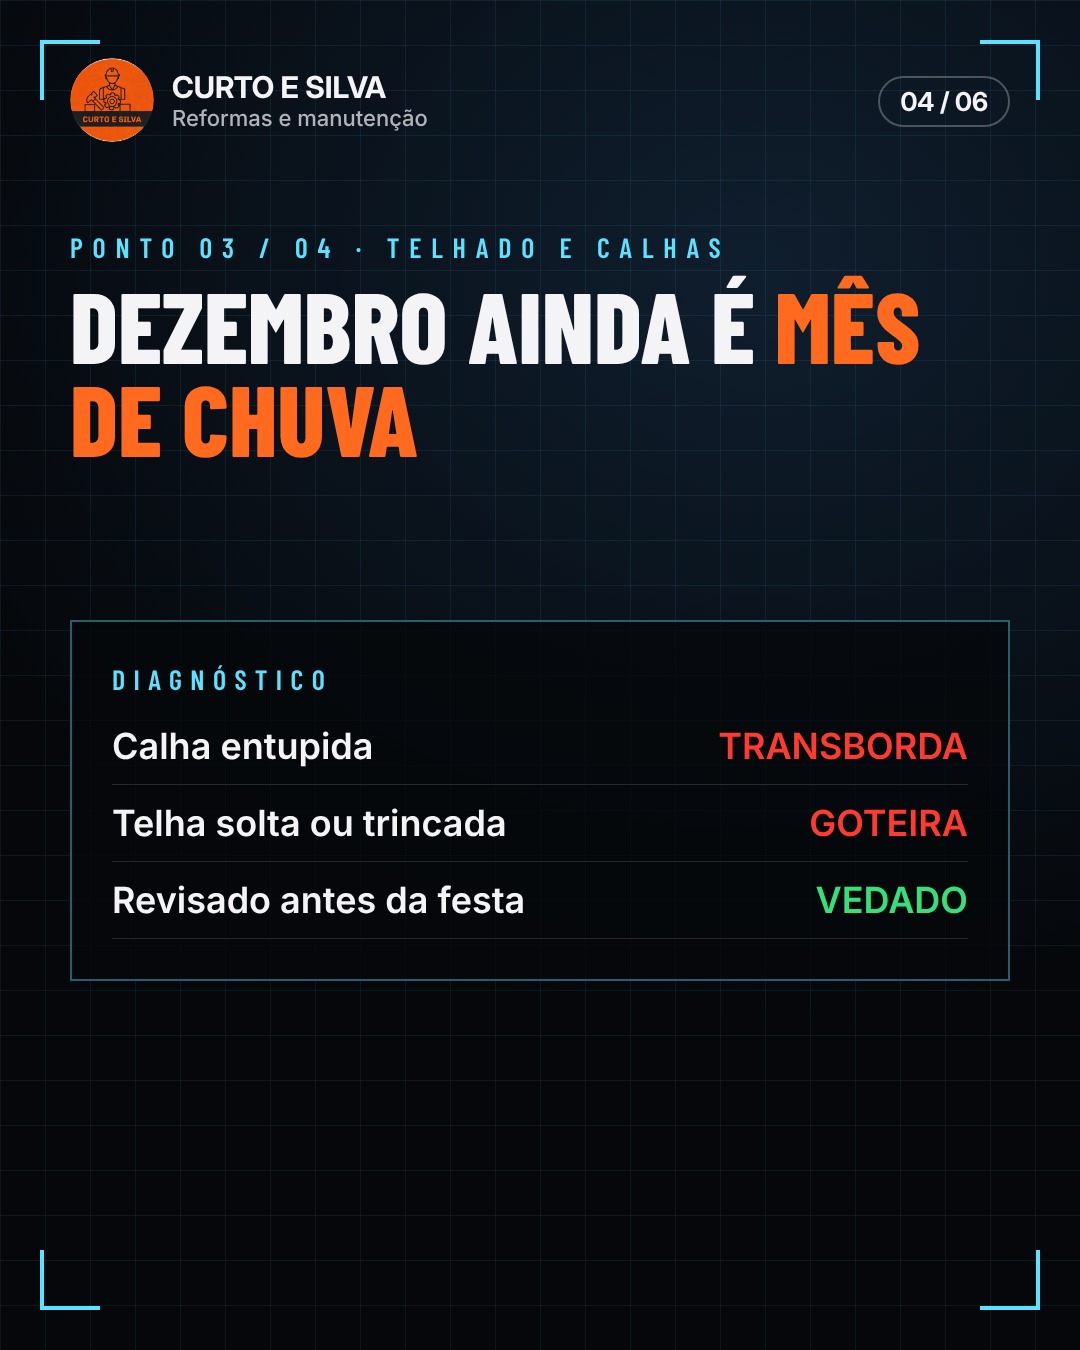 CURTO E SILVA
CURTO E SILVA
Reformas e manutenção
04 / 06
PONTO 03 / 04 · TELHADO E CALHAS
DEZEMBRO AINDA É MÊS
DE CHUVA
DIAGNÓSTICO
Calha entupida TRANSBORDA
Telha solta ou trincada GOTEIRA
Revisado antes da festa VEDADO